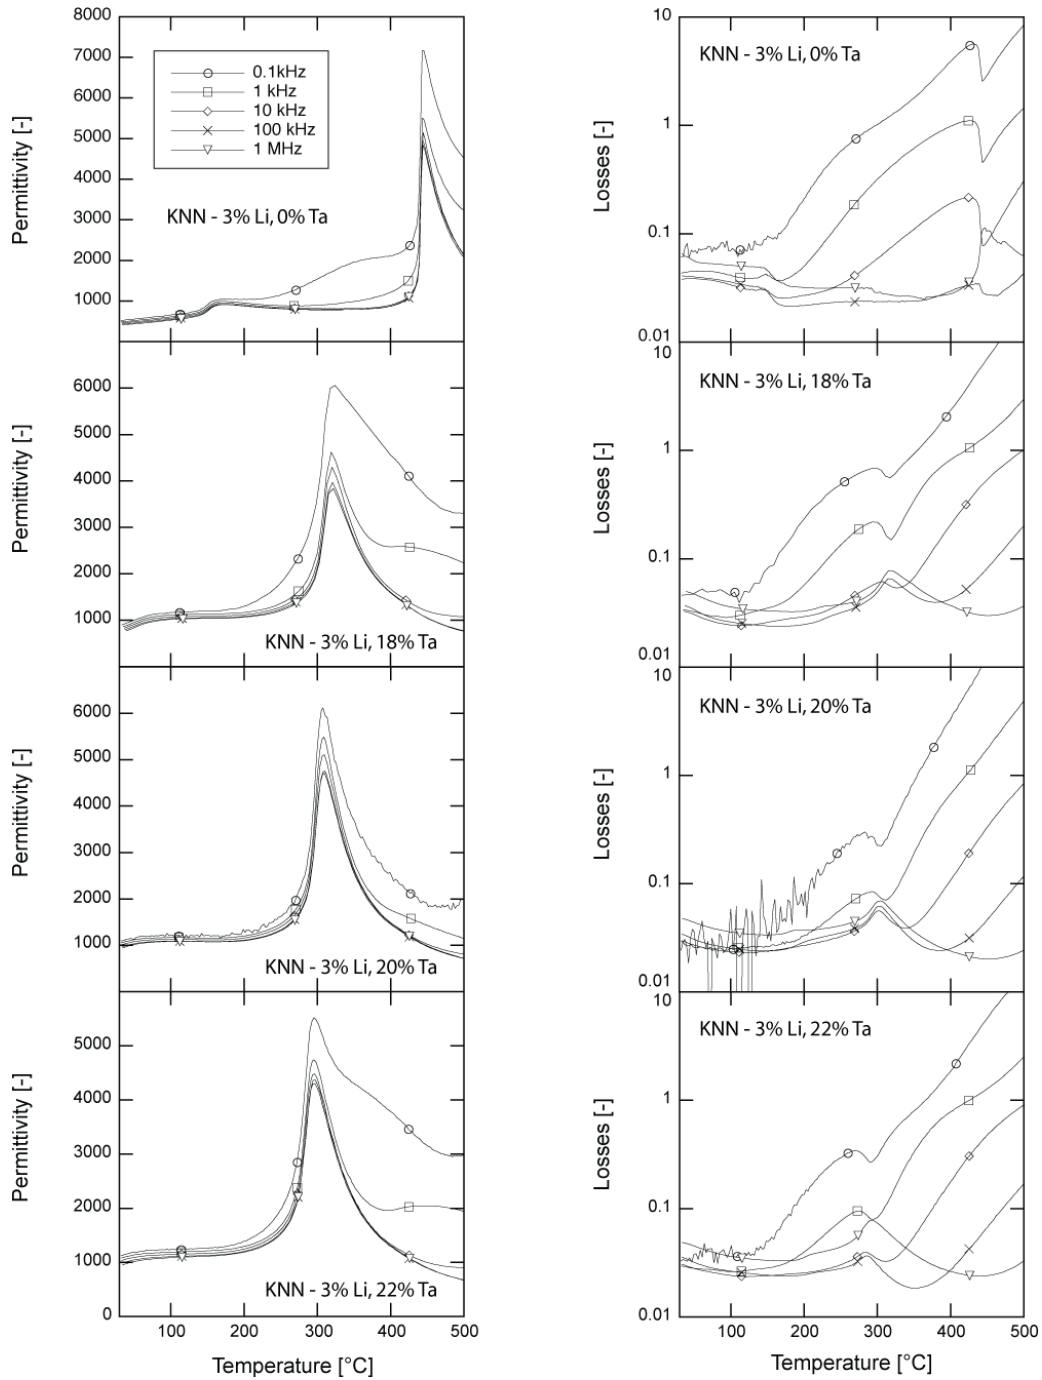 8000
7000
6000
5000
4000
3000
2000
1000
Permittivity [-]
0.1kHz
1 kHz
10 kHz
100 kHz
1 MHz
KNN - 3% Li, 0% Ta
10
1
0.1
0.01
Losses [-]
KNN - 3% Li, 0% Ta
6000
5000
4000
3000
2000
1000
Permittivity [-]
KNN - 3% Li, 18% Ta
10
1
0.1
0.01
Losses [-]
KNN - 3% Li, 18% Ta
6000
5000
4000
3000
2000
1000
Permittivity [-]
KNN - 3% Li, 20% Ta
10
1
0.1
0.01
Losses [-]
KNN - 3% Li, 20% Ta
5000
4000
3000
2000
1000
0
Permittivity [-]
KNN - 3% Li, 22% Ta
100 200 300 400 500
Temperature [°C]
10
1
0.1
0.01
Losses [-]
KNN - 3% Li, 22% Ta
100 200 300 400 500
Temperature [°C]